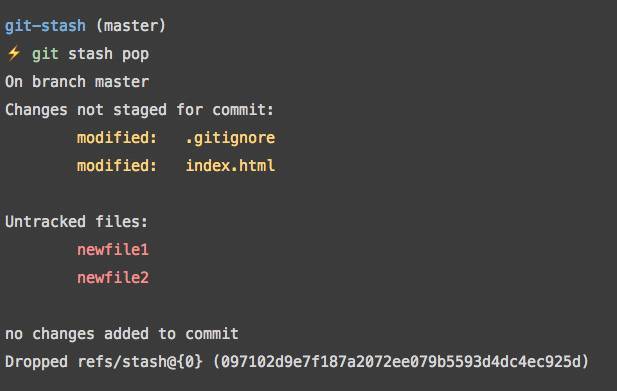 git-stash (master)
⚡ git stash pop
On branch master
Changes not staged for commit:
modified: .gitignore
modified: index.html
Untracked files:
newfile1
newfile2
no changes added to commit
Dropped refs/stash@{0} (097102d9e7f187a2072ee079b5593d4dc4ec925d)